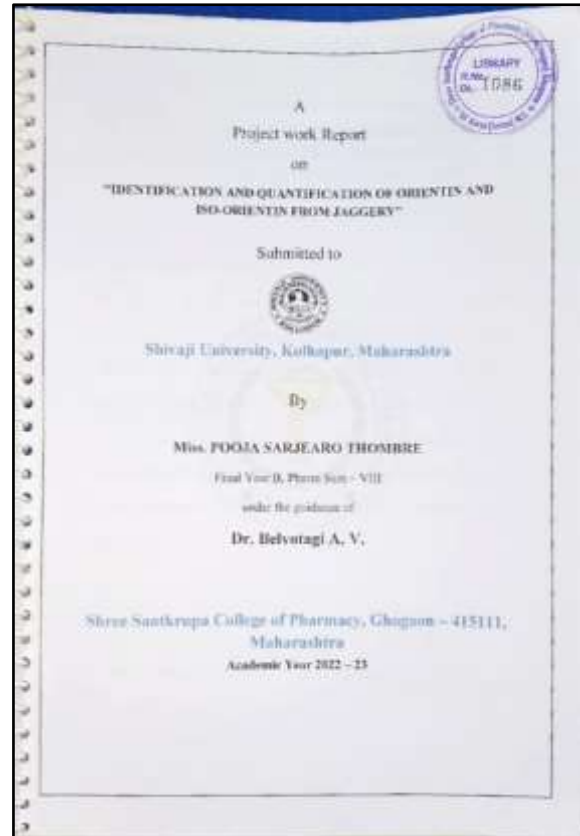 LIBRARY
1086
A
Project work Report
on
"IDENTIFICATION AND QUANTIFICATION OF ORIENTIN AND
ISO-ORIENTIN FROM JAGGERY"
Submitted to
Shivaji University, Kolhapur, Maharashtra
By
Miss. POOJA SARJEARO THOMBRE
Final Year B. Pharm Sem – VIII
under the guidance of
Dr. Belvotagi A. V.
Shree Santkrupa College of Pharmacy, Ghogaon – 415111,
Maharashtra
Academic Year 2022 – 23